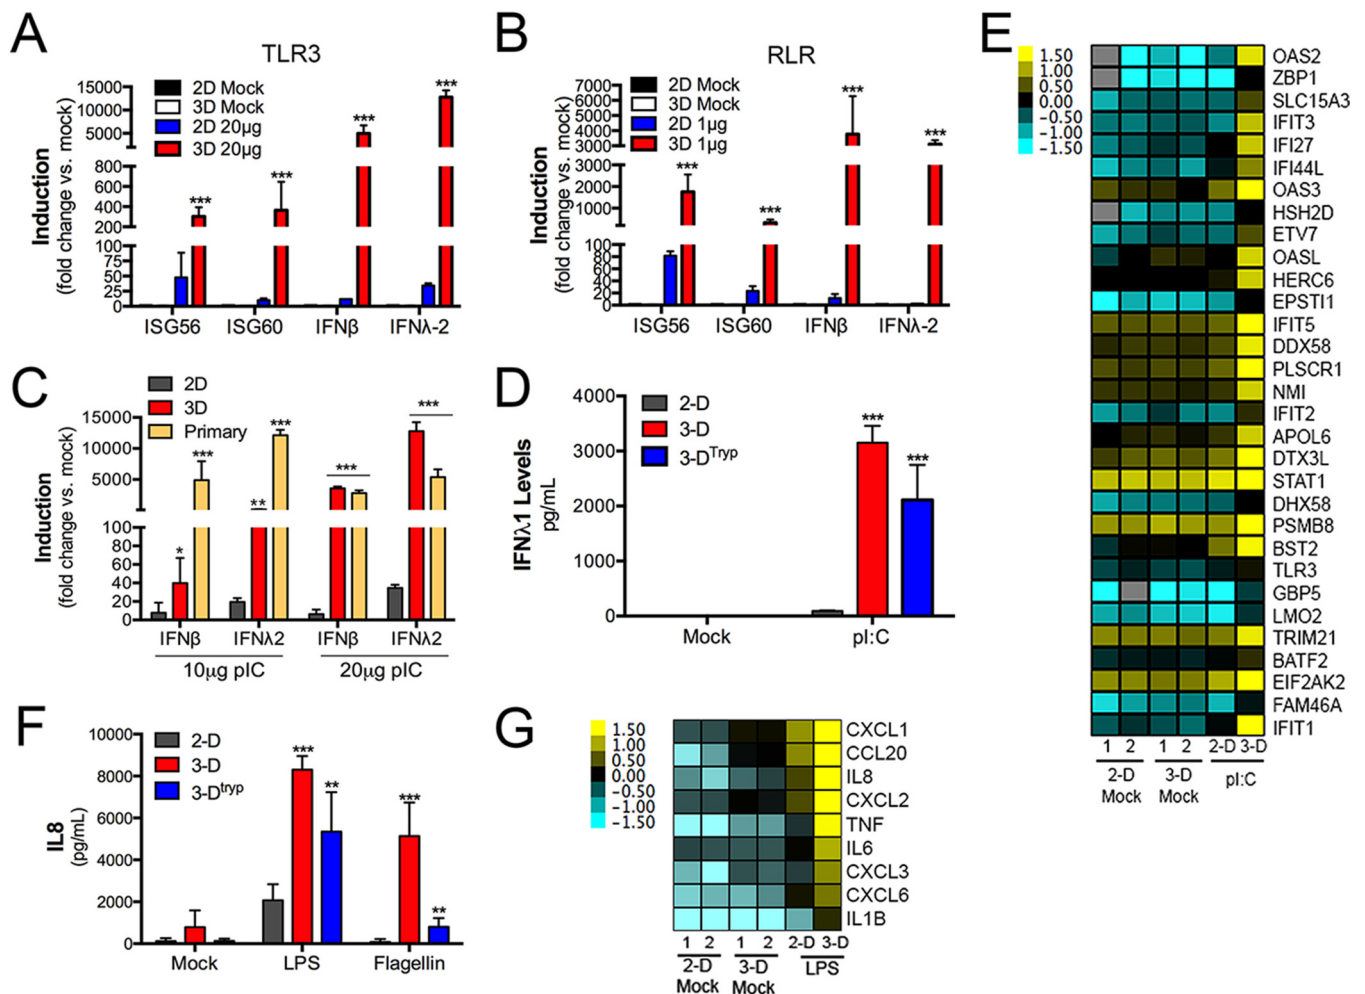 A
TLR3
2D Mock
3D Mock
2D 20µg
3D 20µg
Induction
(fold change vs. mock)
15000
10000
5000
800
600
400
200
100
75
50
25
0
***
***
***
***
ISG56 ISG60 IFNβ IFNλ-2
B
RLR
2D Mock
3D Mock
2D 1µg
3D 1µg
Induction
(fold change vs. mock)
7000
6000
5000
4000
3000
3000
2000
1000
80
60
40
20
0
***
***
***
***
ISG56 ISG60 IFNβ IFNλ-2
C
2D
3D
Primary
Induction
(fold change vs. mock)
15000
10000
5000
100
80
60
40
20
0
*
***
**
***
***
***
IFNβ IFNλ2 IFNβ IFNλ2
10µg pIC 20µg pIC
D
2-D
3-D
3-DTryp
IFNλ1 Levels
pg/mL
4000
3000
2000
1000
0
***
***
Mock pI:C
E
1.50
1.00
0.50
0.00
-0.50
-1.00
-1.50
OAS2
ZBP1
SLC15A3
IFIT3
IFI27
IFI44L
OAS3
HSH2D
ETV7
OASL
HERC6
EPSTI1
IFIT5
DDX58
PLSCR1
NMI
IFIT2
APOL6
DTX3L
STAT1
DHX58
PSMB8
BST2
TLR3
GBP5
LMO2
TRIM21
BATF2
EIF2AK2
FAM46A
IFIT1
1 2 1 2 2-D 3-D
2-D Mock 3-D Mock pI:C
F
2-D
3-D
3-Dtryp
IL8
(pg/mL)
10000
8000
6000
4000
2000
0
***
**
***
**
Mock LPS Flagellin
G
1.50
1.00
0.50
0.00
-0.50
-1.00
-1.50
CXCL1
CCL20
IL8
CXCL2
TNF
IL6
CXCL3
CXCL6
IL1B
1 2 1 2 2-D 3-D
2-D Mock 3-D Mock LPS